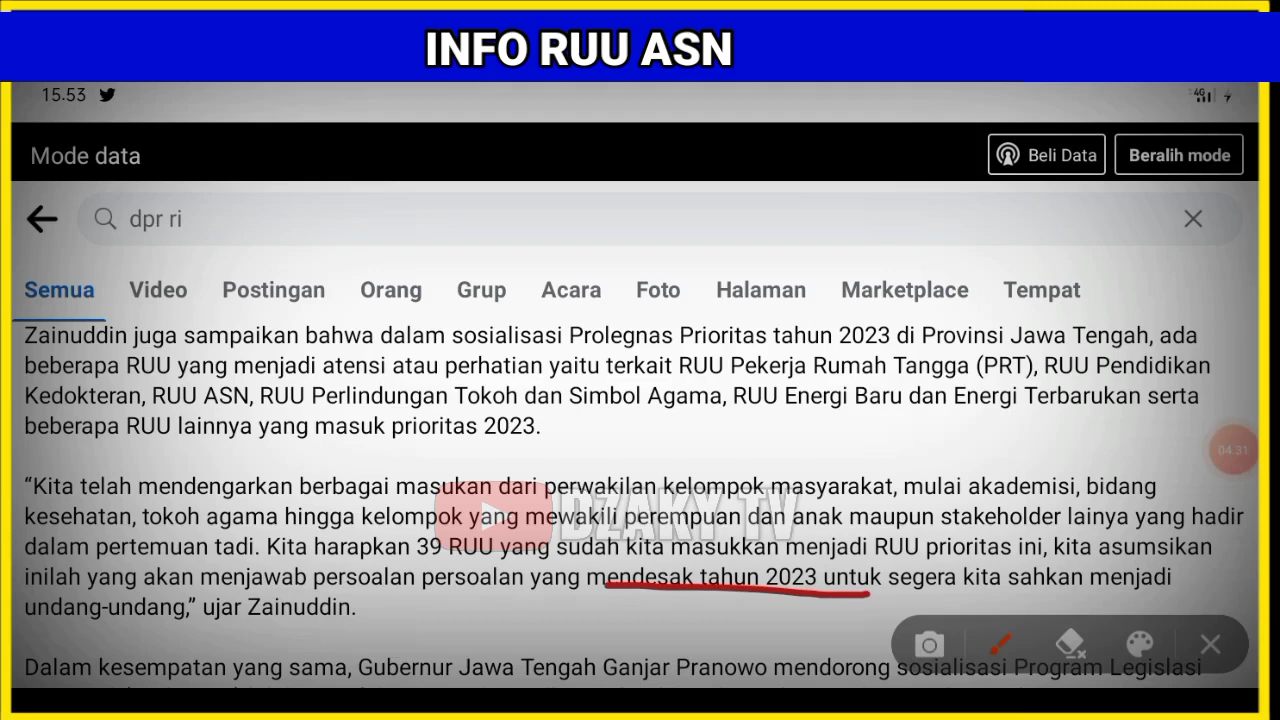 INFO RUU ASN
15.53
4G
Mode data
Beli Data
Beralih mode
dpr ri
Semua Video Postingan Orang Grup Acara Foto Halaman Marketplace Tempat
Zainuddin juga sampaikan bahwa dalam sosialisasi Prolegnas Prioritas tahun 2023 di Provinsi Jawa Tengah, ada
beberapa RUU yang menjadi atensi atau perhatian yaitu terkait RUU Pekerja Rumah Tangga (PRT), RUU Pendidikan
Kedokteran, RUU ASN, RUU Perlindungan Tokoh dan Simbol Agama, RUU Energi Baru dan Energi Terbarukan serta
beberapa RUU lainnya yang masuk prioritas 2023.
04.31
“Kita telah mendengarkan berbagai masukan dari perwakilan kelompok masyarakat, mulai akademisi, bidang
kesehatan, tokoh agama hingga kelompok yang mewakili perempuan dan anak maupun stakeholder lainya yang hadir
dalam pertemuan tadi. Kita harapkan 39 RUU yang sudah kita masukkan menjadi RUU prioritas ini, kita asumsikan
inilah yang akan menjawab persoalan persoalan yang mendesak tahun 2023 untuk segera kita sahkan menjadi
undang-undang,” ujar Zainuddin.
DZAKY TV
Dalam kesempatan yang sama, Gubernur Jawa Tengah Ganjar Pranowo mendorong sosialisasi Program Legislasi